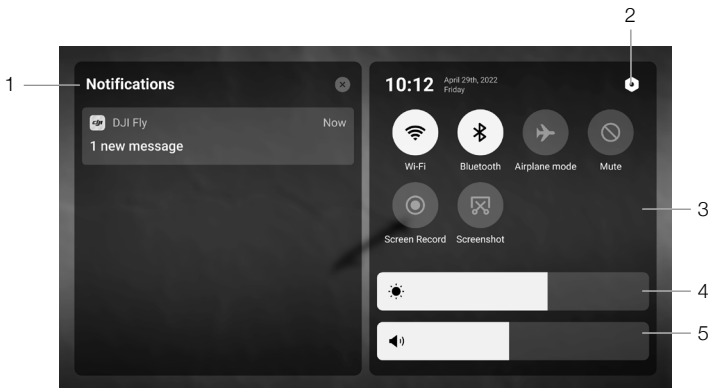 2
1
Notifications
10:12
April 29th, 2022
Friday
dji DJI Fly
Now
1 new message
Wi-Fi
Bluetooth
Airplane mode
Mute
3
Screen Record
Screenshot
4
5